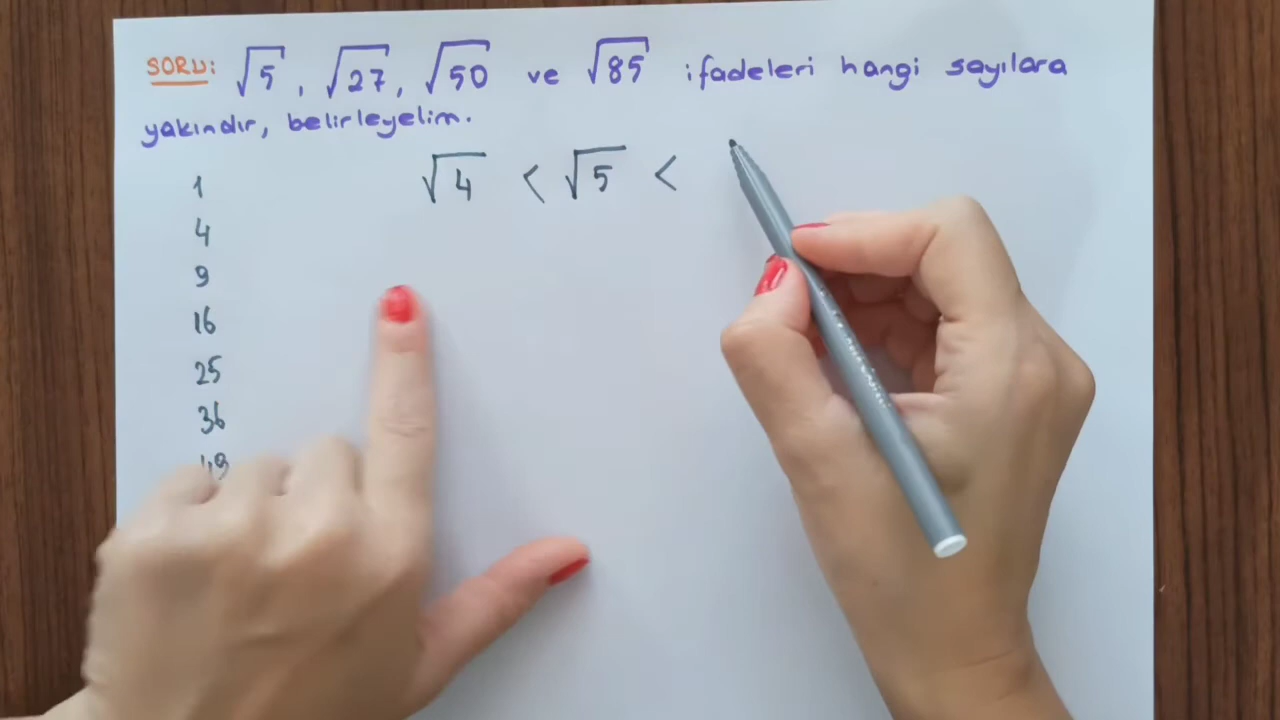 SORU: √5, √27, √50 ve √85 ifadeleri hangi sayılara
yakındır, belirleyelim.
√4 < √5 <
1
4
9
16
25
36
49